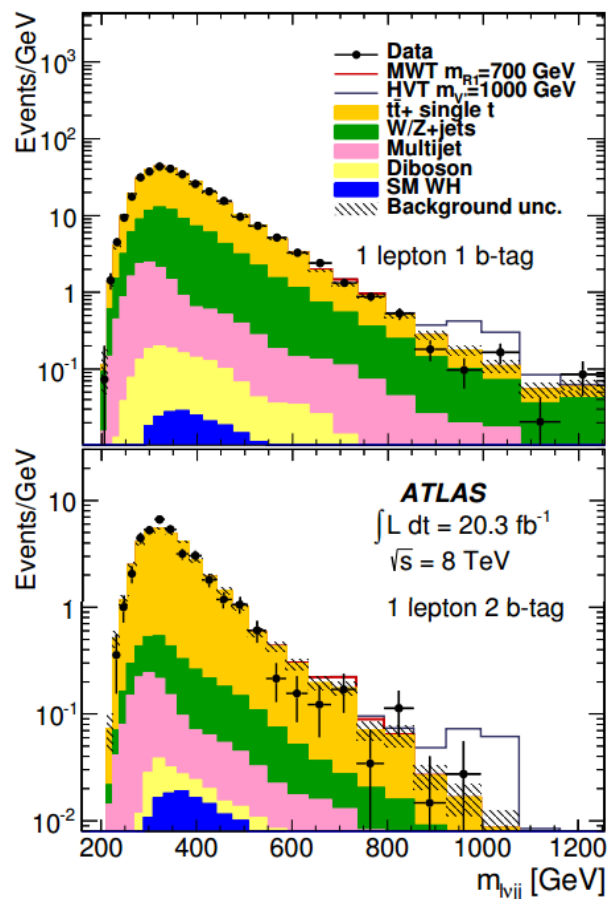 Events/GeV
10³
10²
10
1
10⁻¹
Data
MWT m_R1=700 GeV
HVT m_V'=1000 GeV
tt̄+ single t
W/Z+jets
Multijet
Diboson
SM WH
Background unc.
1 lepton 1 b-tag
Events/GeV
10
1
10⁻¹
10⁻²
ATLAS
∫L dt = 20.3 fb⁻¹
√s = 8 TeV
1 lepton 2 b-tag
200 400 600 800 1000 1200
m_lνjj [GeV]